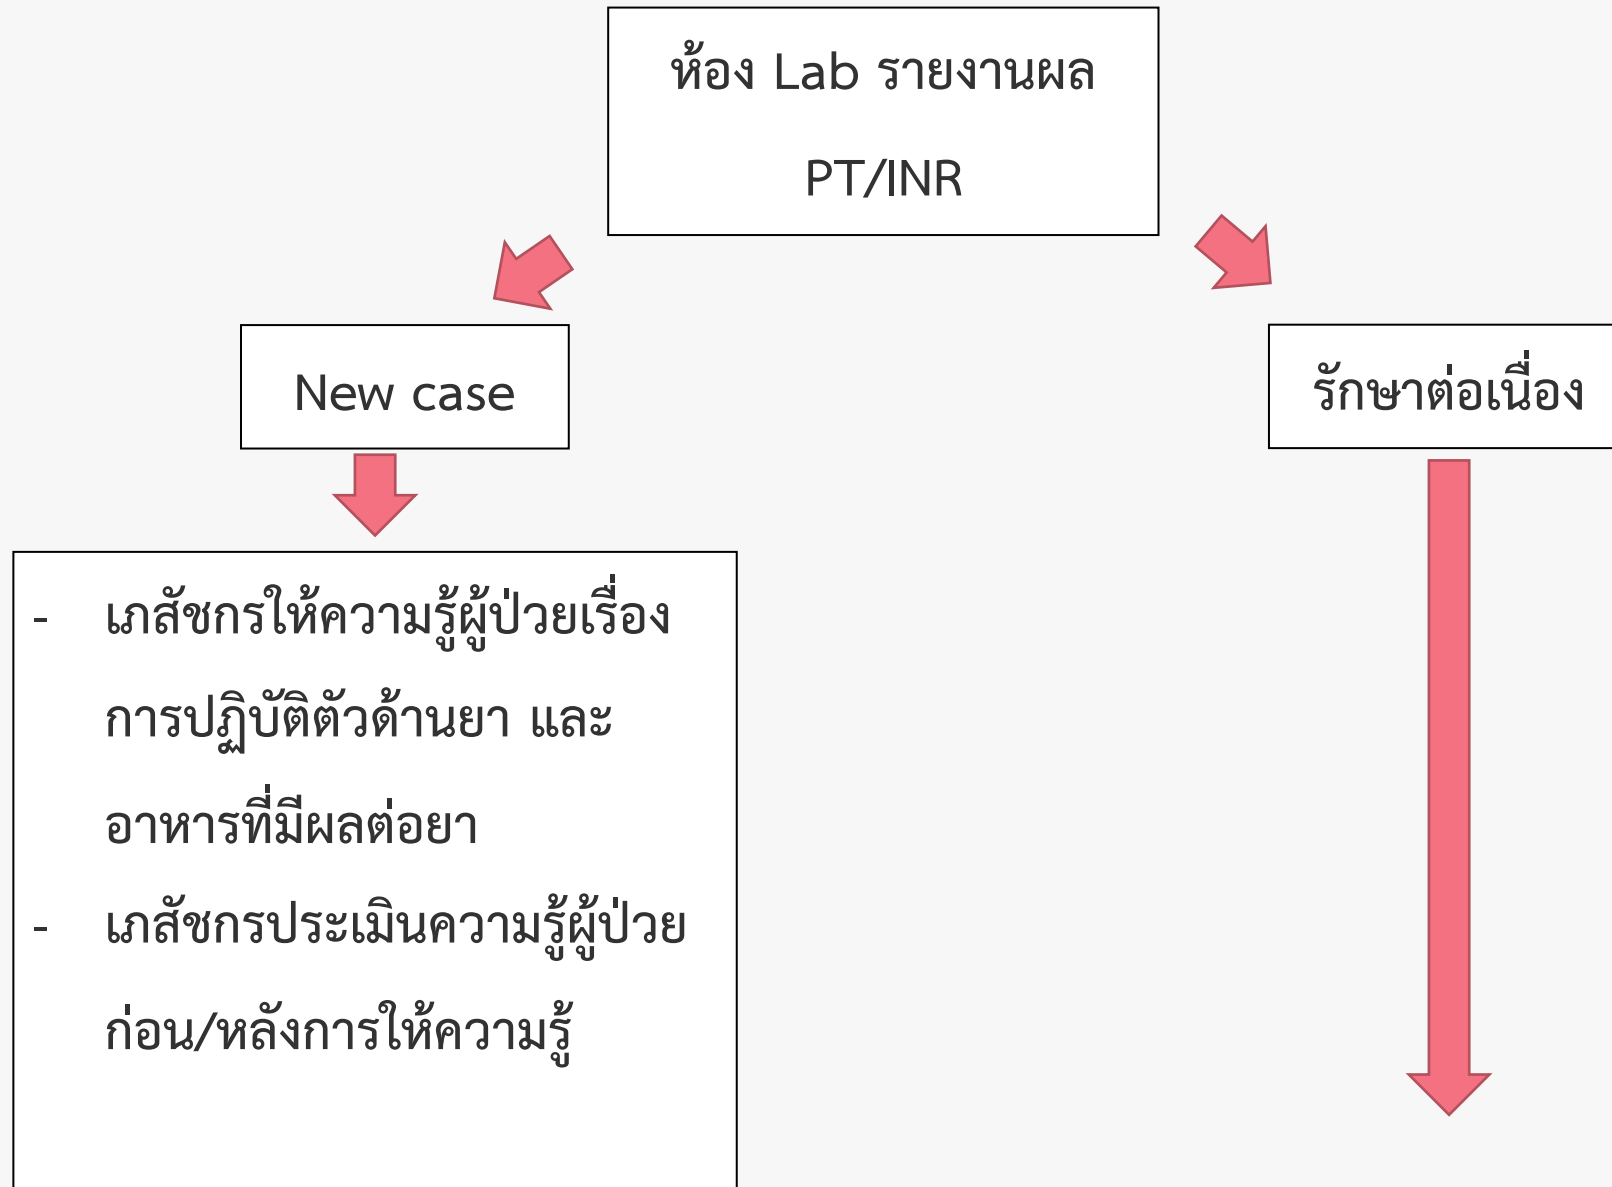 ห้อง Lab รายงานผล
PT/INR
New case
รักษาต่อเนื่อง
- เภสัชกรให้ความรู้ผู้ป่วยเรื่อง
การปฏิบัติตัวด้านยา และ
อาหารที่มีผลต่อยา
- เภสัชกรประเมินความรู้ผู้ป่วย
ก่อน/หลังการให้ความรู้